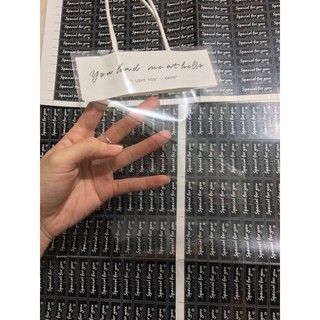 You had me at hello
I LOVE YOU. "I KNOW"
Special for you